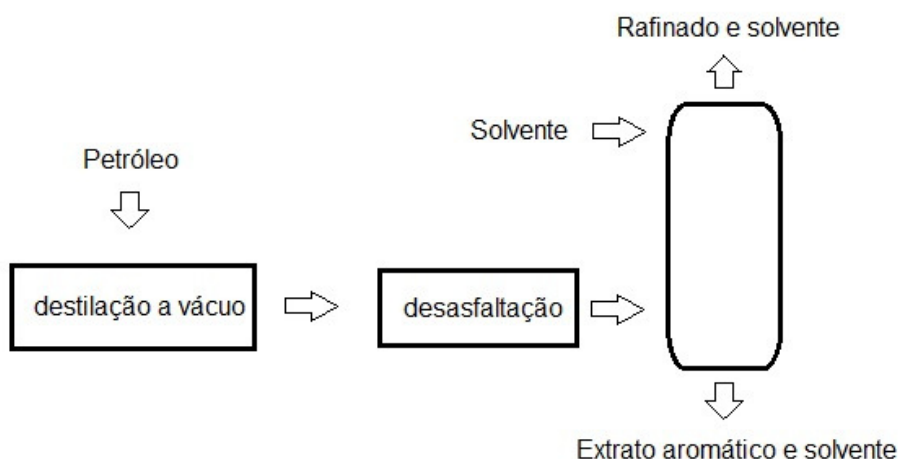 Rafinado e solvente
Solvente
Petróleo
destilação a vácuo
desasfaltação
Extrato aromático e solvente